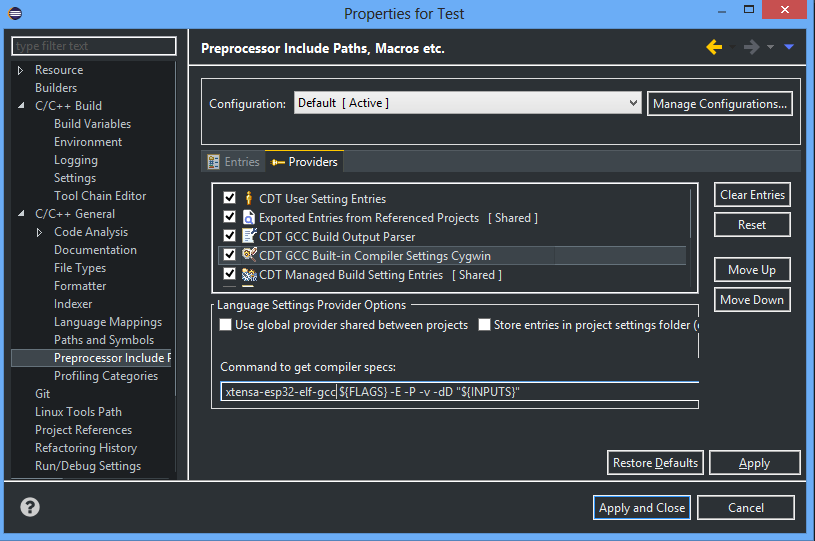 Properties for Test
type filter text
Resource
Builders
C/C++ Build
Build Variables
Environment
Logging
Settings
Tool Chain Editor
C/C++ General
Code Analysis
Documentation
File Types
Formatter
Indexer
Language Mappings
Paths and Symbols
Preprocessor Include P
Profiling Categories
Git
Linux Tools Path
Project References
Refactoring History
Run/Debug Settings
Preprocessor Include Paths, Macros etc.
Configuration: Default [ Active ] Manage Configurations...
Entries Providers
CDT User Setting Entries
Exported Entries from Referenced Projects [ Shared ]
CDT GCC Build Output Parser
CDT GCC Built-in Compiler Settings Cygwin
CDT Managed Build Setting Entries [ Shared ]
Clear Entries
Reset
Move Up
Move Down
Language Settings Provider Options
Use global provider shared between projects Store entries in project settings folder (
Command to get compiler specs:
xtensa-esp32-elf-gcc ${FLAGS} -E -P -v -dD "${INPUTS}"
Restore Defaults Apply
? Apply and Close Cancel